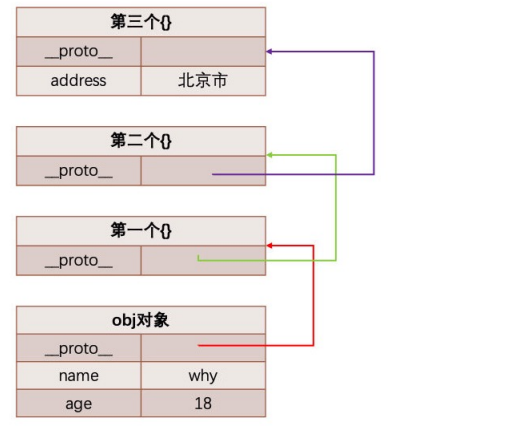 第三个{}
__proto__
address 北京市
第二个{}
__proto__
第一个{}
__proto__
obj对象
__proto__
name why
age 18